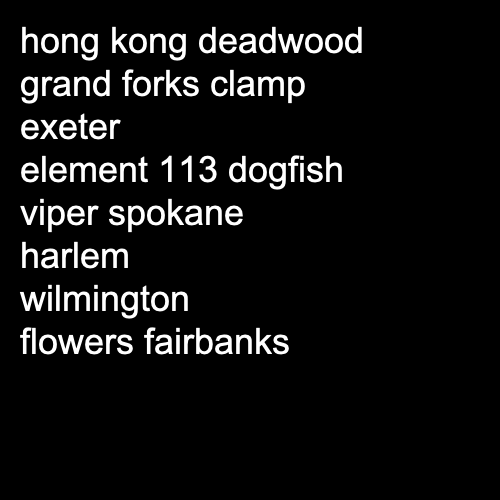 hong kong deadwood
grand forks clamp
exeter
element 113 dogfish
viper spokane
harlem
wilmington
flowers fairbanks